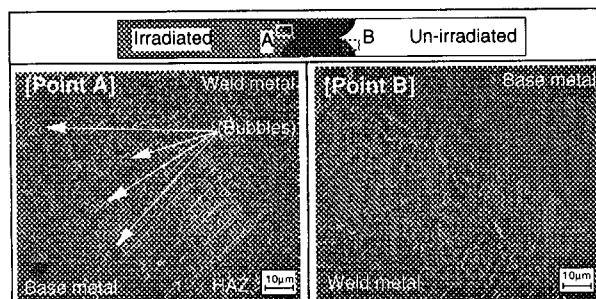 Irradiated A B Un-irradiated
[Point A] Weld metal
(Bubbles)
Base metal HAZ 10μm
[Point B] Base metal
Weld metal 10μm